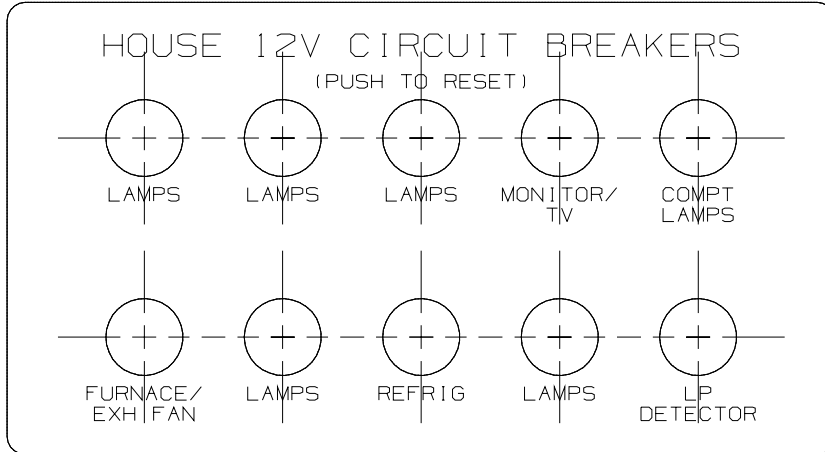 HOUSE 12V CIRCUIT BREAKERS
(PUSH TO RESET)
LAMPS LAMPS LAMPS MONITOR/ COMPT
TV LAMPS
FURNACE/ LAMPS REFRIG LAMPS LP
EXH FAN DETECTOR